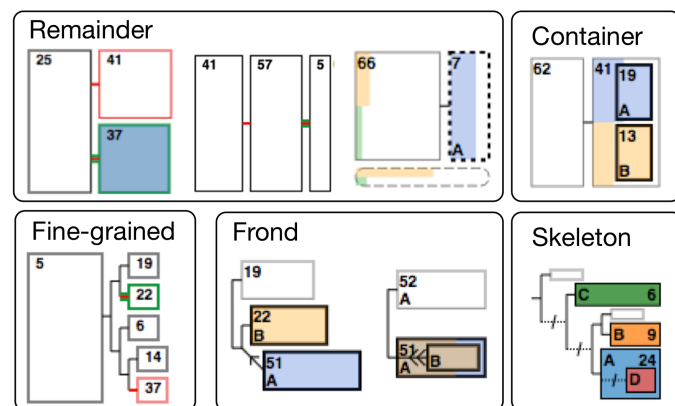 Remainder
25
41
37
41
57
5
66
7
A
Container
62
41
19
A
13
B
Fine-grained
5
19
22
6
14
37
Frond
19
22
B
51
A
52
A
51
A
B
Skeleton
C 6
B 9
A 24
D